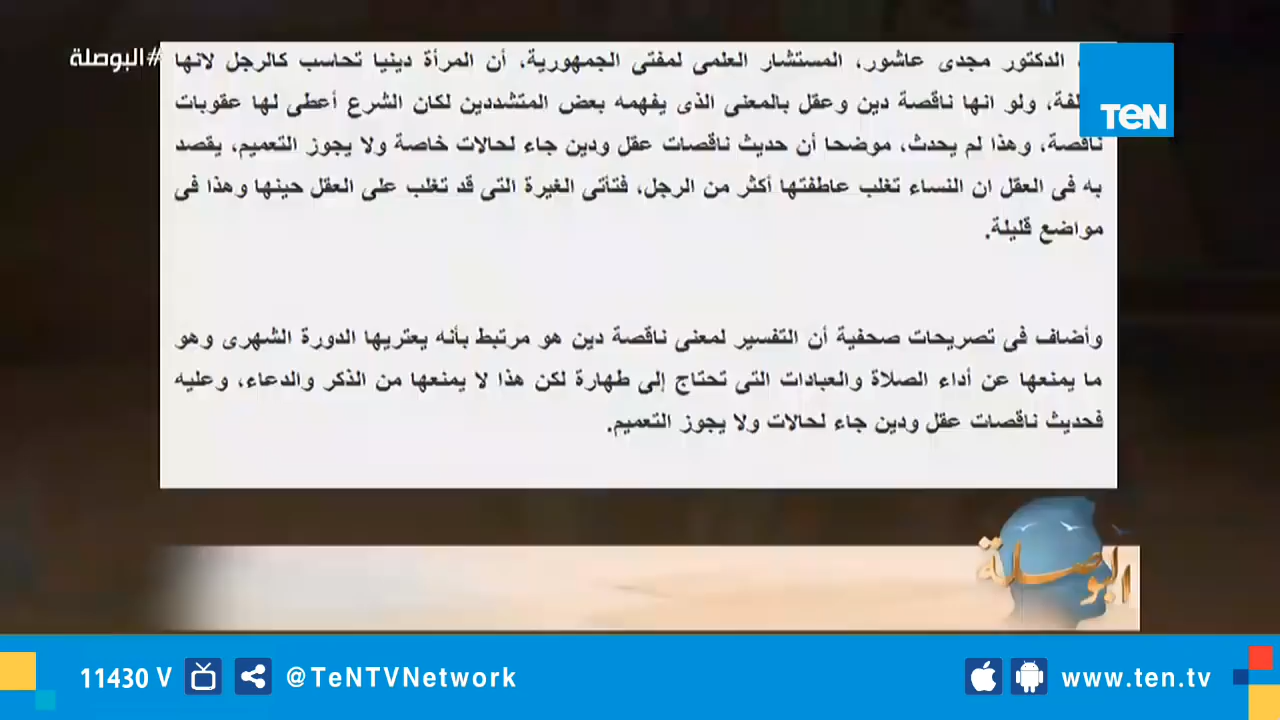 #البوصلة
الدكتور مجدى عاشور، المستشار العلمى لمفتى الجمهورية، أن المرأة دينيا تحاسب كالرجل لانها
ولو انها ناقصة دين وعقل بالمعنى الذى يفهمه بعض المتشددين لكان الشرع أعطى لها عقوبات
ناقصة، وهذا لم يحدث، موضحا أن حديث ناقصات عقل ودين جاء لحالات خاصة ولا يجوز التعميم، يقصد
به فى العقل ان النساء تغلب عاطفتها أكثر من الرجل، فتأتى الغيرة التى قد تغلب على العقل حينها وهذا فى
مواضع قليلة.
وأضاف فى تصريحات صحفية أن التفسير لمعنى ناقصة دين هو مرتبط بأنه يعتريها الدورة الشهرى وهو
ما يمنعها عن أداء الصلاة والعبادات التى تحتاج إلى طهارة لكن هذا لا يمنعها من الذكر والدعاء، وعليه
فحديث ناقصات عقل ودين جاء لحالات ولا يجوز التعميم.
TeN
البوصلة
11430 V @TeNTVNetwork www.ten.tv